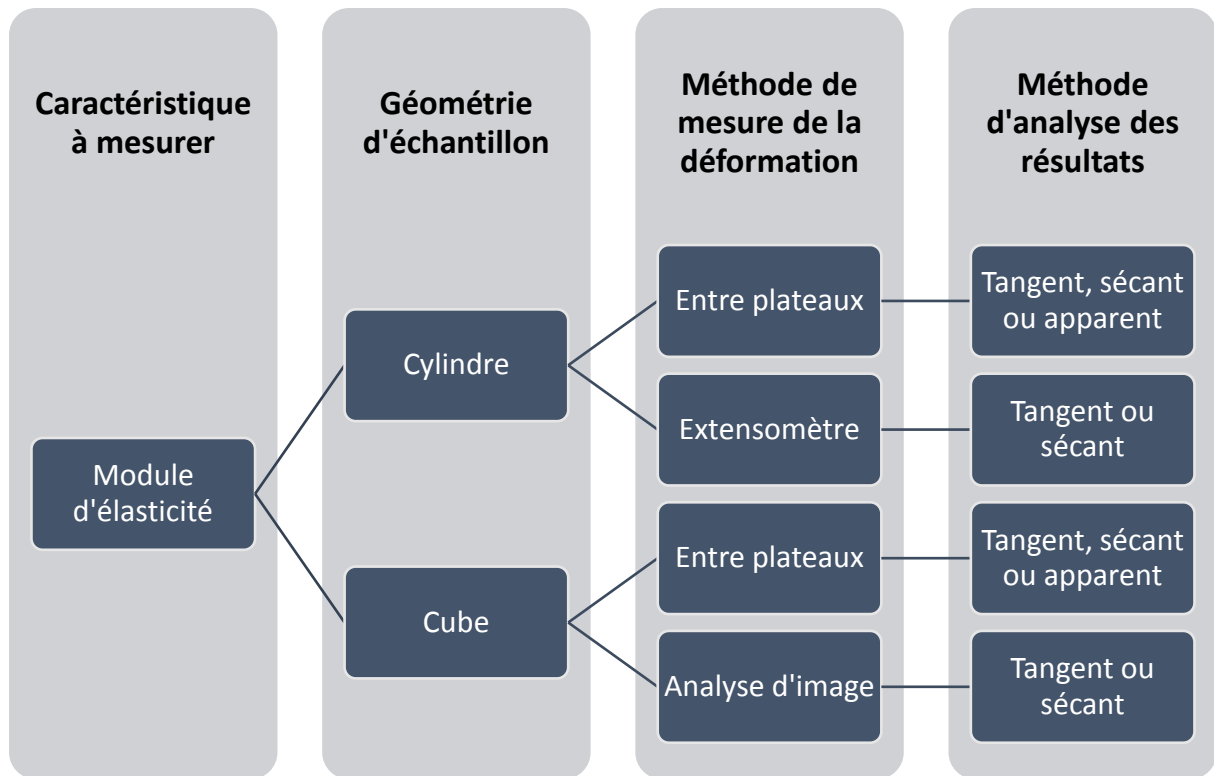 Caractéristique
à mesurer
Géométrie
d'échantillon
Méthode de
mesure de la
déformation
Méthode
d'analyse des
résultats
Module
d'élasticité
Cylindre
Cube
Entre plateaux
Extensomètre
Entre plateaux
Analyse d'image
Tangent, sécant
ou apparent
Tangent ou
sécant
Tangent, sécant
ou apparent
Tangent ou
sécant